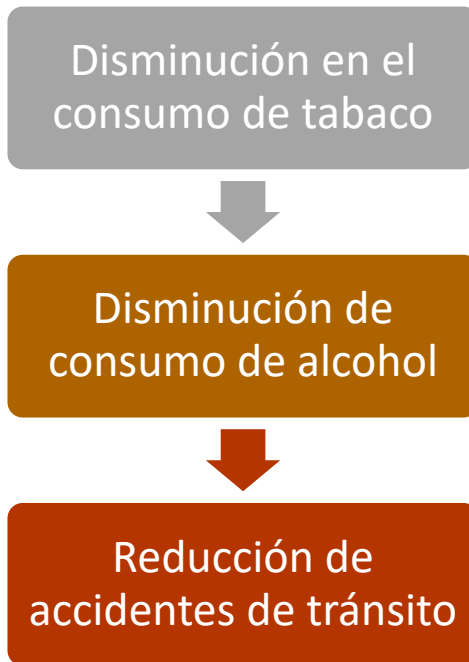 Disminución en el
consumo de tabaco
Disminución de
consumo de alcohol
Reducción de
accidentes de tránsito